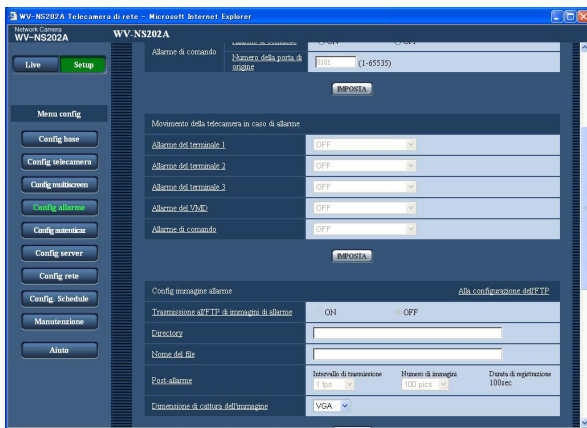 WV-NS202A Telecamera di rete - Microsoft Internet Explorer
Network Camera
WV-NS202A
WV-NS202A
Live
Setup
Menu config
Config base
Config telecamera
Config multiscreen
Config allarme
Config autenticaz
Config server
Config rete
Config. Schedule
Manutenzione
Aiuto
Allarme di comando
ON OFF
Numero della porta di origine
8181 (1-65535)
IMPOSTA
Movimento della telecamera in caso di allarme
Allarme del terminale 1 OFF
Allarme del terminale 2 OFF
Allarme del terminale 3 OFF
Allarme del VMD OFF
Allarme di comando OFF
IMPOSTA
Config immagine allarme Alla configurazione dell'FTP
Trasmissione all'FTP di immagini di allarme ON OFF
Directory
Nome del file
Post-allarme
Intervallo di trasmissione Numero di immagini Durata di registrazione
1 fps 100 pics 100sec
Dimensione di cattura dell'immagine VGA